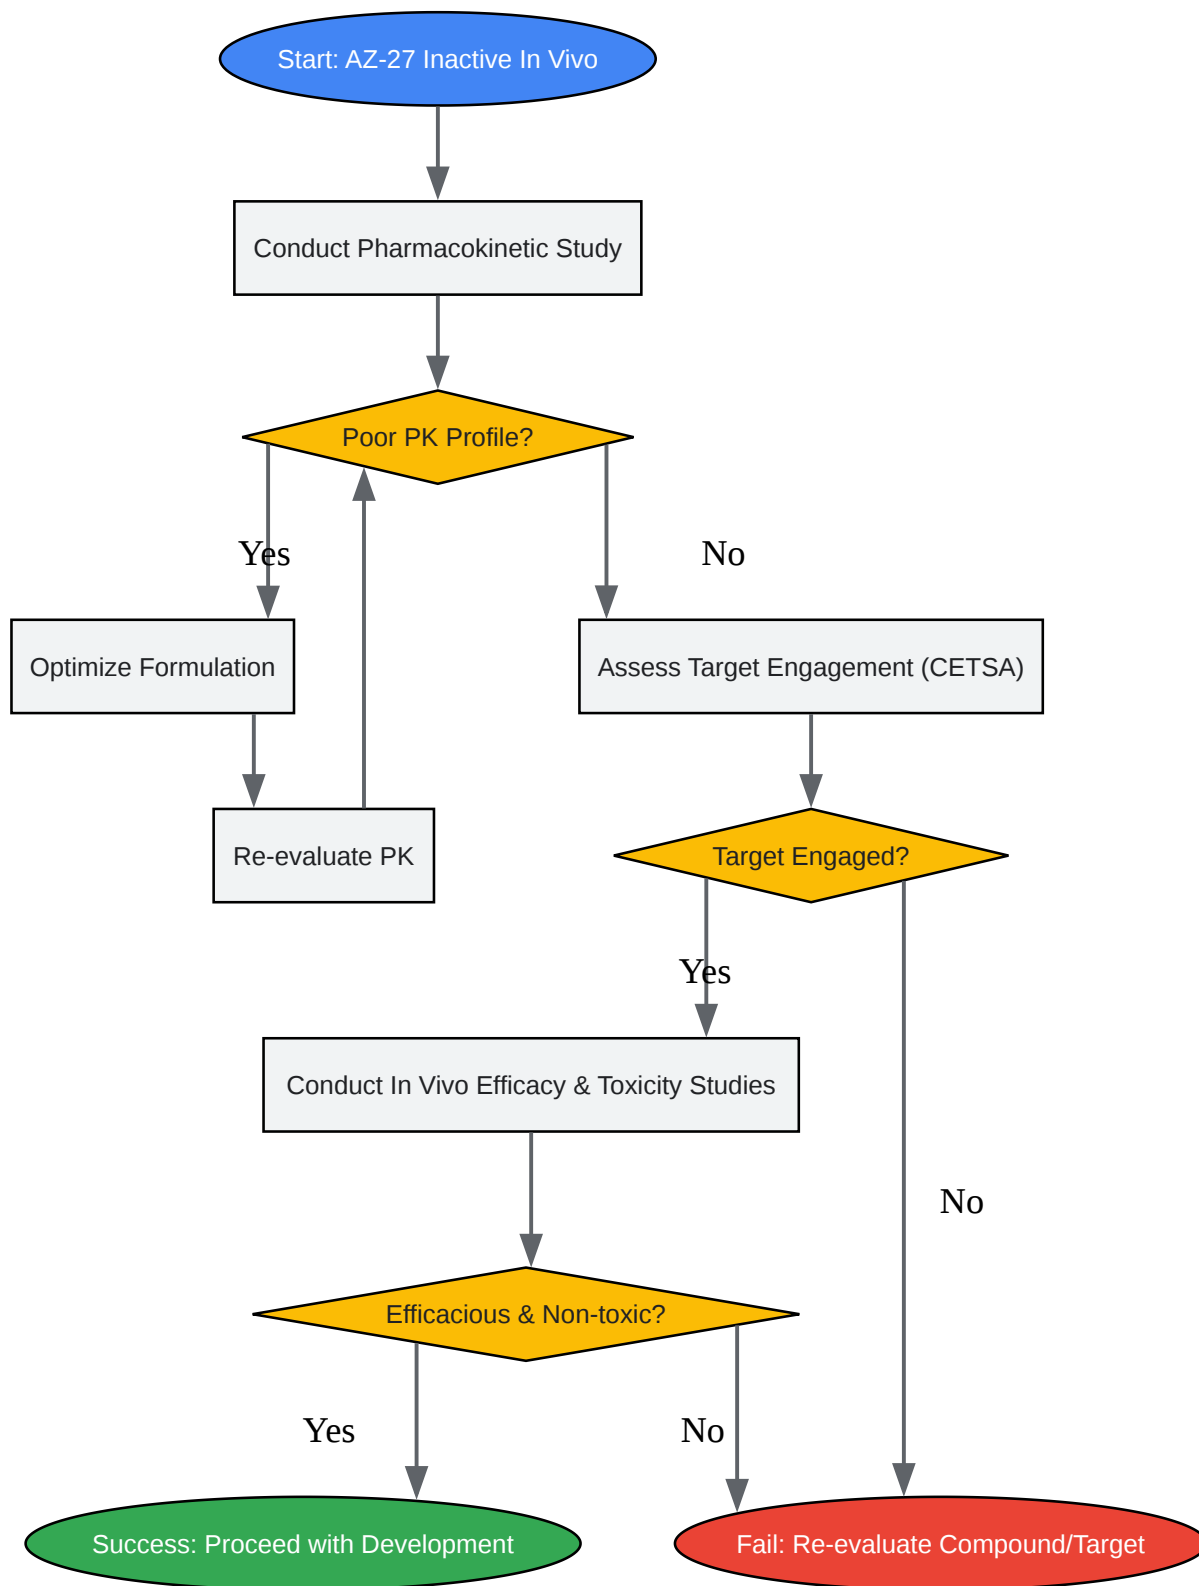 Start: AZ-27 Inactive In Vivo
Conduct Pharmacokinetic Study
Poor PK Profile?
Yes
No
Optimize Formulation
Assess Target Engagement (CETSA)
Re-evaluate PK
Target Engaged?
Yes
Conduct In Vivo Efficacy & Toxicity Studies
No
Efficacious & Non-toxic?
Yes
No
Success: Proceed with Development
Fail: Re-evaluate Compound/Target